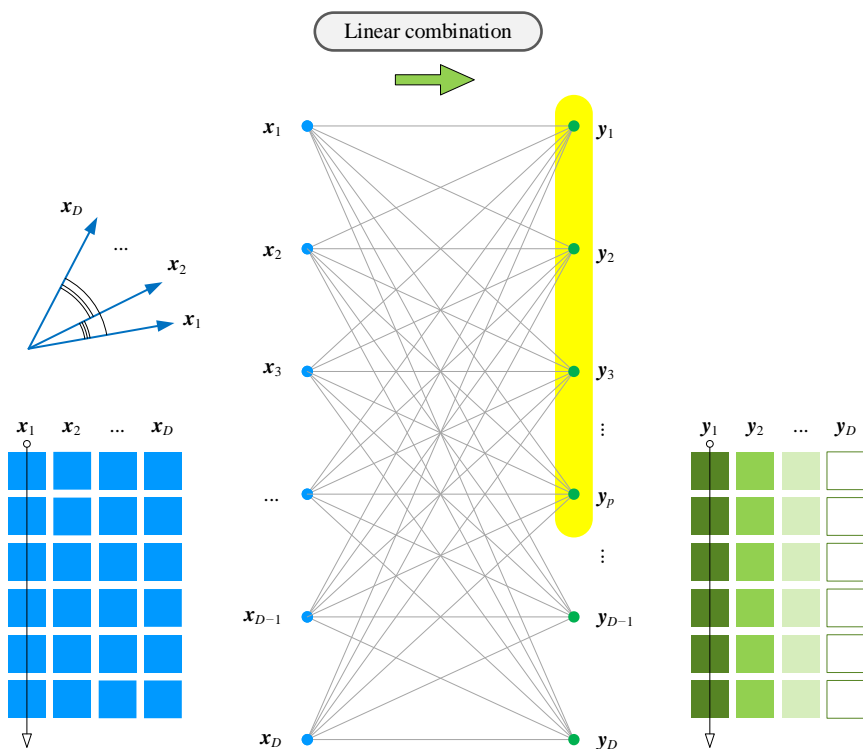 Linear combination
x1
x2
x3
...
xD−1
xD
y1
y2
y3
⋮
yp
⋮
yD−1
yD
xD
...
x2
x1
x1 x2 ... xD
y1 y2 ... yD